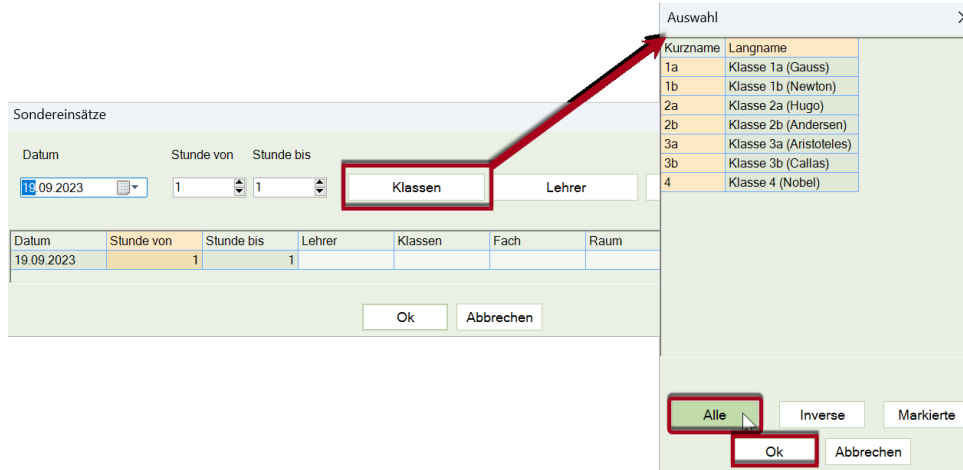 Sondereinsätze
Datum Stunde von Stunde bis
19.09.2023 1 1 Klassen Lehrer
Datum Stunde von Stunde bis Lehrer Klassen Fach Raum
19.09.2023 1 1
Ok Abbrechen
Auswahl
Kurzname Langname
1a Klasse 1a (Gauss)
1b Klasse 1b (Newton)
2a Klasse 2a (Hugo)
2b Klasse 2b (Andersen)
3a Klasse 3a (Aristoteles)
3b Klasse 3b (Callas)
4 Klasse 4 (Nobel)
Alle Inverse Markierte
Ok Abbrechen